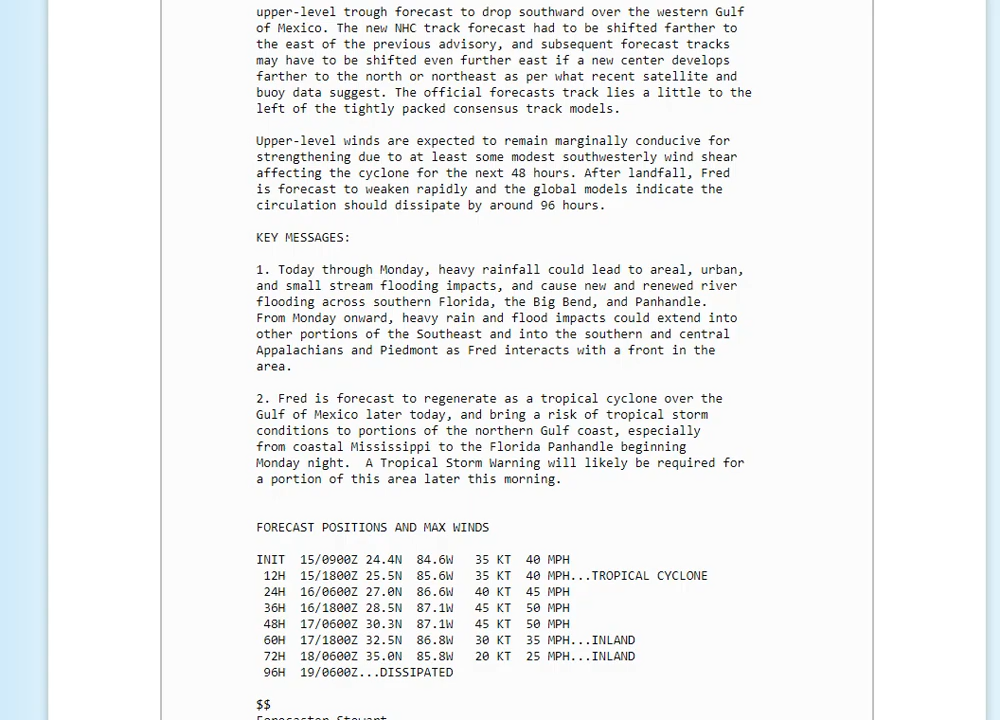 upper-level trough forecast to drop southward over the western Gulf
of Mexico. The new NHC track forecast had to be shifted farther to
the east of the previous advisory, and subsequent forecast tracks
may have to be shifted even further east if a new center develops
farther to the north or northeast as per what recent satellite and
buoy data suggest. The official forecasts track lies a little to the
left of the tightly packed consensus track models.
Upper-level winds are expected to remain marginally conducive for
strengthening due to at least some modest southwesterly wind shear
affecting the cyclone for the next 48 hours. After landfall, Fred
is forecast to weaken rapidly and the global models indicate the
circulation should dissipate by around 96 hours.
KEY MESSAGES:
1. Today through Monday, heavy rainfall could lead to areal, urban,
and small stream flooding impacts, and cause new and renewed river
flooding across southern Florida, the Big Bend, and Panhandle.
From Monday onward, heavy rain and flood impacts could extend into
other portions of the Southeast and into the southern and central
Appalachians and Piedmont as Fred interacts with a front in the
area.
2. Fred is forecast to regenerate as a tropical cyclone over the
Gulf of Mexico later today, and bring a risk of tropical storm
conditions to portions of the northern Gulf coast, especially
from coastal Mississippi to the Florida Panhandle beginning
Monday night.  A Tropical Storm Warning will likely be required for
a portion of this area later this morning.
FORECAST POSITIONS AND MAX WINDS
INIT  15/0900Z 24.4N  84.6W   35 KT  40 MPH
12H  15/1800Z 25.5N  85.6W   35 KT  40 MPH...TROPICAL CYCLONE
24H  16/0600Z 27.0N  86.6W   40 KT  45 MPH
36H  16/1800Z 28.5N  87.1W   45 KT  50 MPH
48H  17/0600Z 30.3N  87.1W   45 KT  50 MPH
60H  17/1800Z 32.5N  86.8W   30 KT  35 MPH...INLAND
72H  18/0600Z 35.0N  85.8W   20 KT  25 MPH...INLAND
96H  19/0600Z...DISSIPATED
$$
Forecaster Stewart